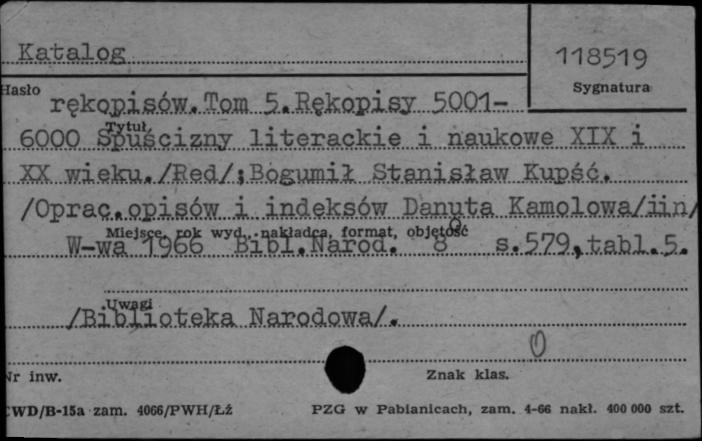 Katalog
118519
Hasło
Sygnatura
rękopisów.Tom 5.Rękopisy 5001-
Tytuł
6000 Spuścizny literackie i naukowe XIX i
XX wieku./Red/;Bogumił Stanisław Kupść.
/Oprac.opisów i indeksów Danuta Kamolowa/iin/
Miejsce, rok wyd., nakładca, format, objętość
W-wa 1966 Bibl.Narod. 8° s.579,tabl.5.
Uwagi
/Biblioteka Narodowa/.
Nr inw.
Znak klas.
CWD/B-15a zam. 4066/PWH/Łż
PZG w Pabianicach, zam. 4-66 nakł. 400 000 szt.